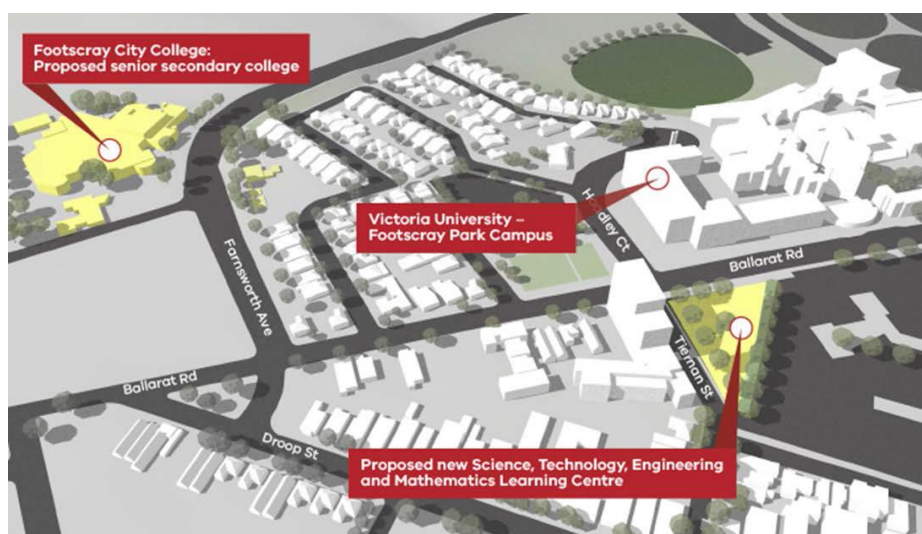 Footscray City College:
Proposed senior secondary college
Victoria University –
Footscray Park Campus
Hoadley Ct
Ballarat Rd
Farnsworth Ave
Tiernan St
Ballarat Rd
Droop St
Proposed new Science, Technology, Engineering
and Mathematics Learning Centre